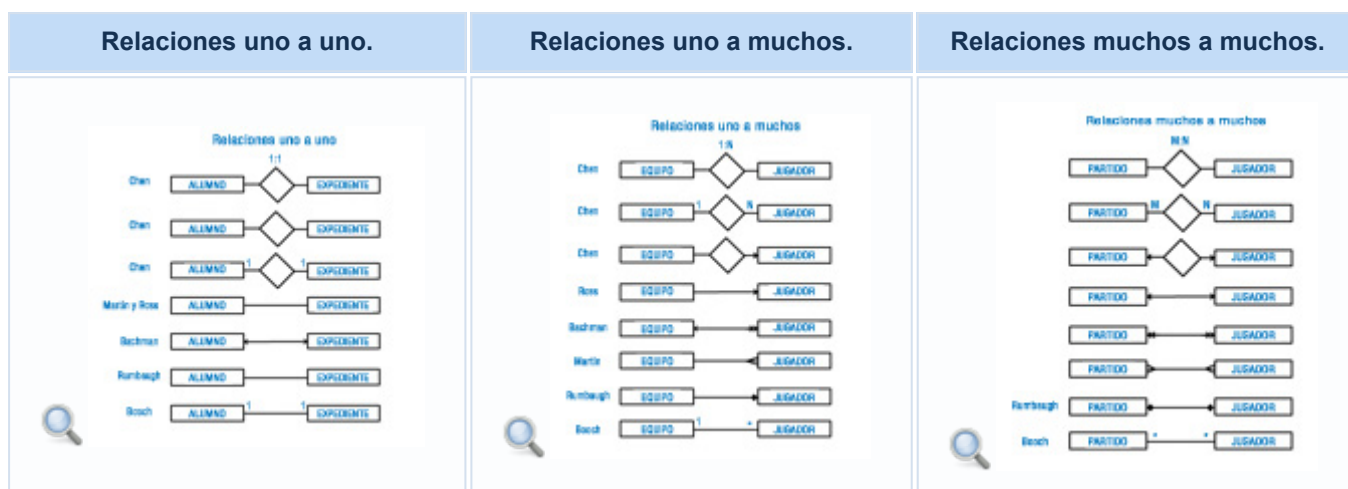 Relaciones uno a uno.
Relaciones uno a muchos.
Relaciones muchos a muchos.
Relaciones uno a uno
1:1
Chen ALUMNO EXPEDIENTE
Chen ALUMNO EXPEDIENTE
Chen ALUMNO 1 1 EXPEDIENTE
Martin y Ross ALUMNO EXPEDIENTE
Bachman ALUMNO EXPEDIENTE
Rumbaugh ALUMNO EXPEDIENTE
Booch ALUMNO 1 1 EXPEDIENTE
Relaciones uno a muchos
1:N
Chen EQUIPO JUGADOR
Chen EQUIPO 1 N JUGADOR
Chen EQUIPO JUGADOR
Ross EQUIPO JUGADOR
Bachman EQUIPO JUGADOR
Martin EQUIPO JUGADOR
Rumbaugh EQUIPO JUGADOR
Booch EQUIPO 1 * JUGADOR
Relaciones muchos a muchos
M:N
PARTIDO JUGADOR
PARTIDO M N JUGADOR
PARTIDO JUGADOR
PARTIDO JUGADOR
PARTIDO JUGADOR
PARTIDO JUGADOR
Rumbaugh PARTIDO JUGADOR
Booch PARTIDO * * JUGADOR